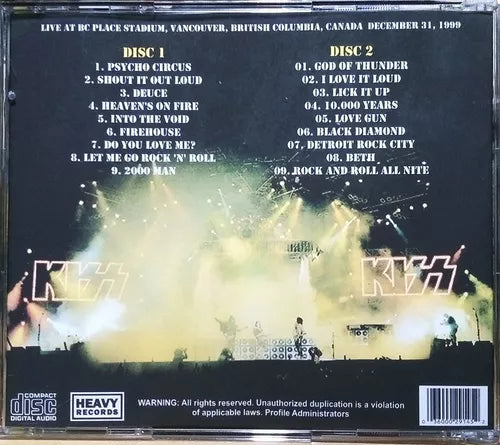 LIVE AT BC PLACE STADIUM, VANCOUVER, BRITISH COLUMBIA, CANADA DECEMBER 31, 1999
DISC 1
1. PSYCHO CIRCUS
2. SHOUT IT OUT LOUD
3. DEUCE
4. HEAVEN'S ON FIRE
5. INTO THE VOID
6. FIREHOUSE
7. DO YOU LOVE ME?
8. LET ME GO ROCK 'N' ROLL
9. 2000 MAN
DISC 2
01. GOD OF THUNDER
02. I LOVE IT LOUD
03. LICK IT UP
04. 10.000 YEARS
05. LOVE GUN
06. BLACK DIAMOND
07. DETROIT ROCK CITY
08. BETH
09. ROCK AND ROLL ALL NITE
KISS
KISS
COMPACT
disc
DIGITAL AUDIO
HEAVY
RECORDS
WARNING: All rights reserved. Unauthorized duplication is a violation
of applicable laws. Profile Administrators